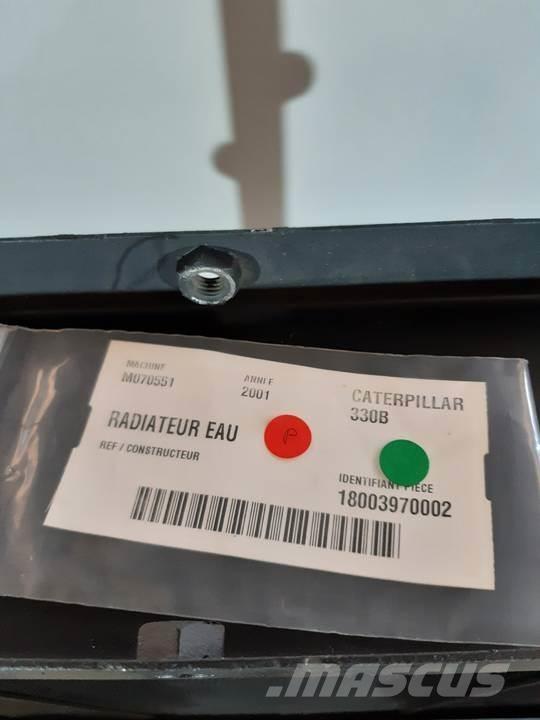 MACHINE
M070551
ANNEE
2001
CATERPILLAR
330B
RADIATEUR EAU
P
REF / CONSTRUCTEUR
IDENTIFIANT PIECE
18003970002
MASCUS